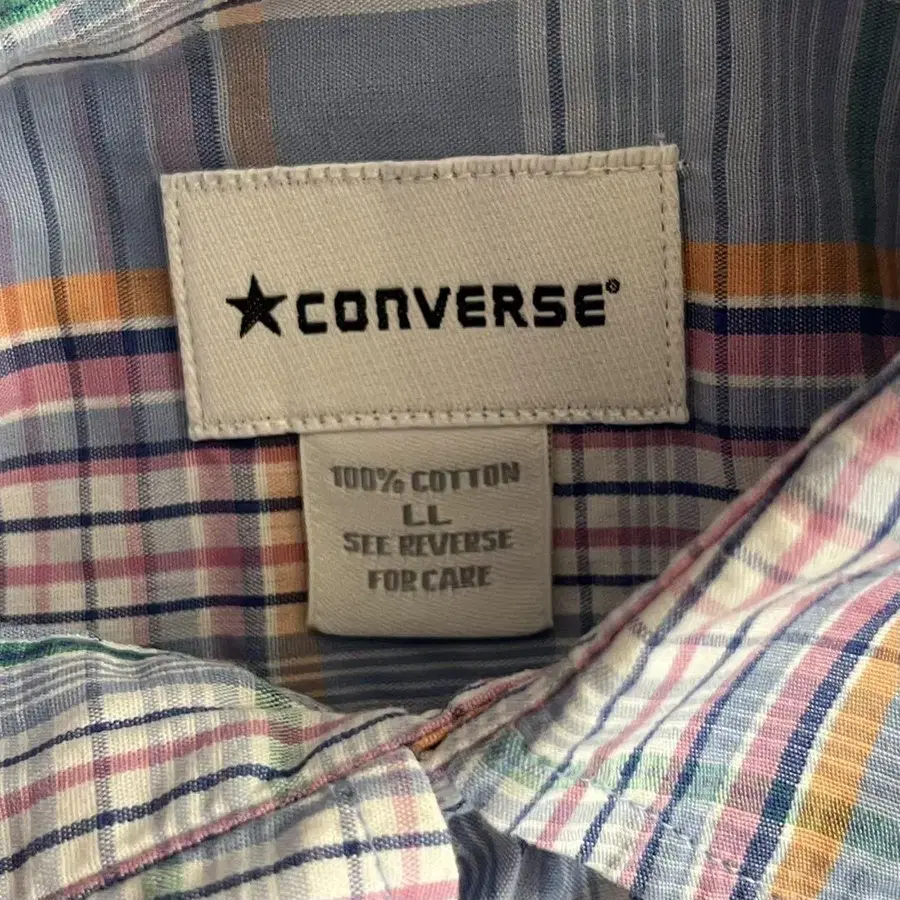 ★CONVERSE®
100% COTTON
LL
SEE REVERSE
FOR CARE